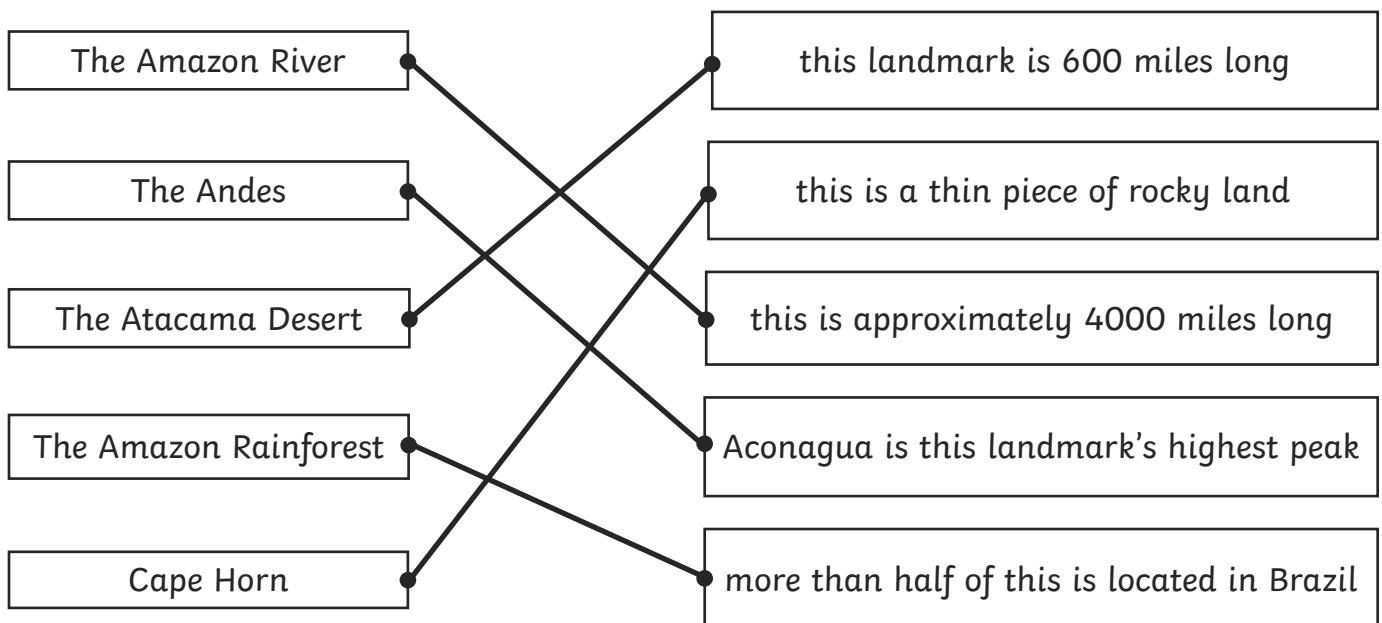 The Amazon River
this landmark is 600 miles long
The Andes
this is a thin piece of rocky land
The Atacama Desert
this is approximately 4000 miles long
The Amazon Rainforest
Aconagua is this landmark's highest peak
Cape Horn
more than half of this is located in Brazil